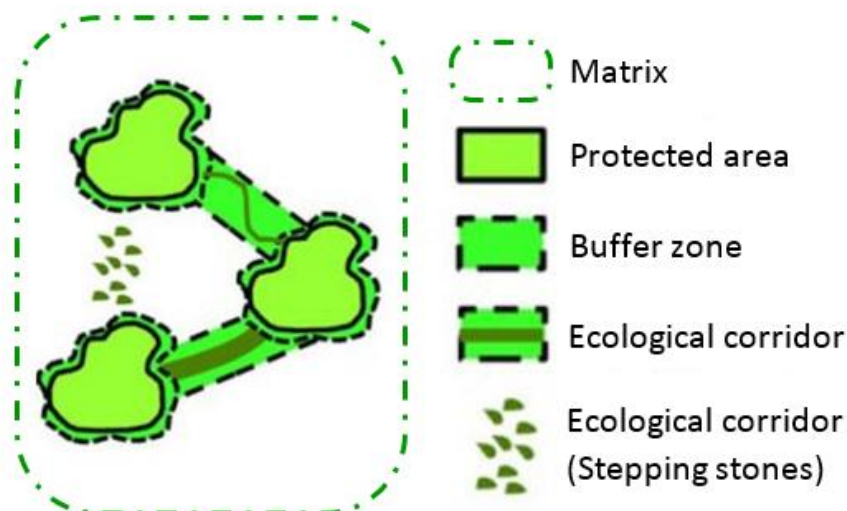 Matrix
Protected area
Buffer zone
Ecological corridor
Ecological corridor
(Stepping stones)